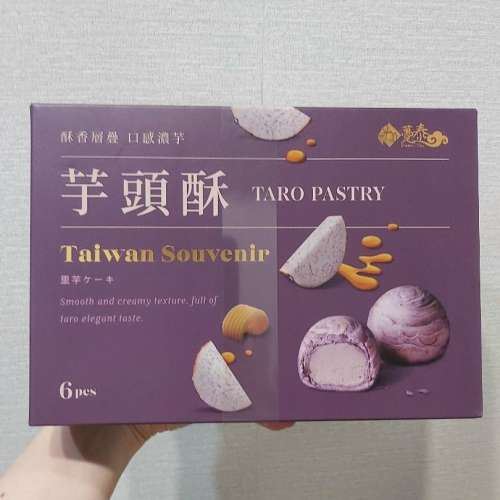 酥香層疊 口感濃芋
芋頭酥 TARO PASTRY
Taiwan Souvenir
里芋ケーキ
Smooth and creamy texture. full of
taro elegant taste.
6pcs